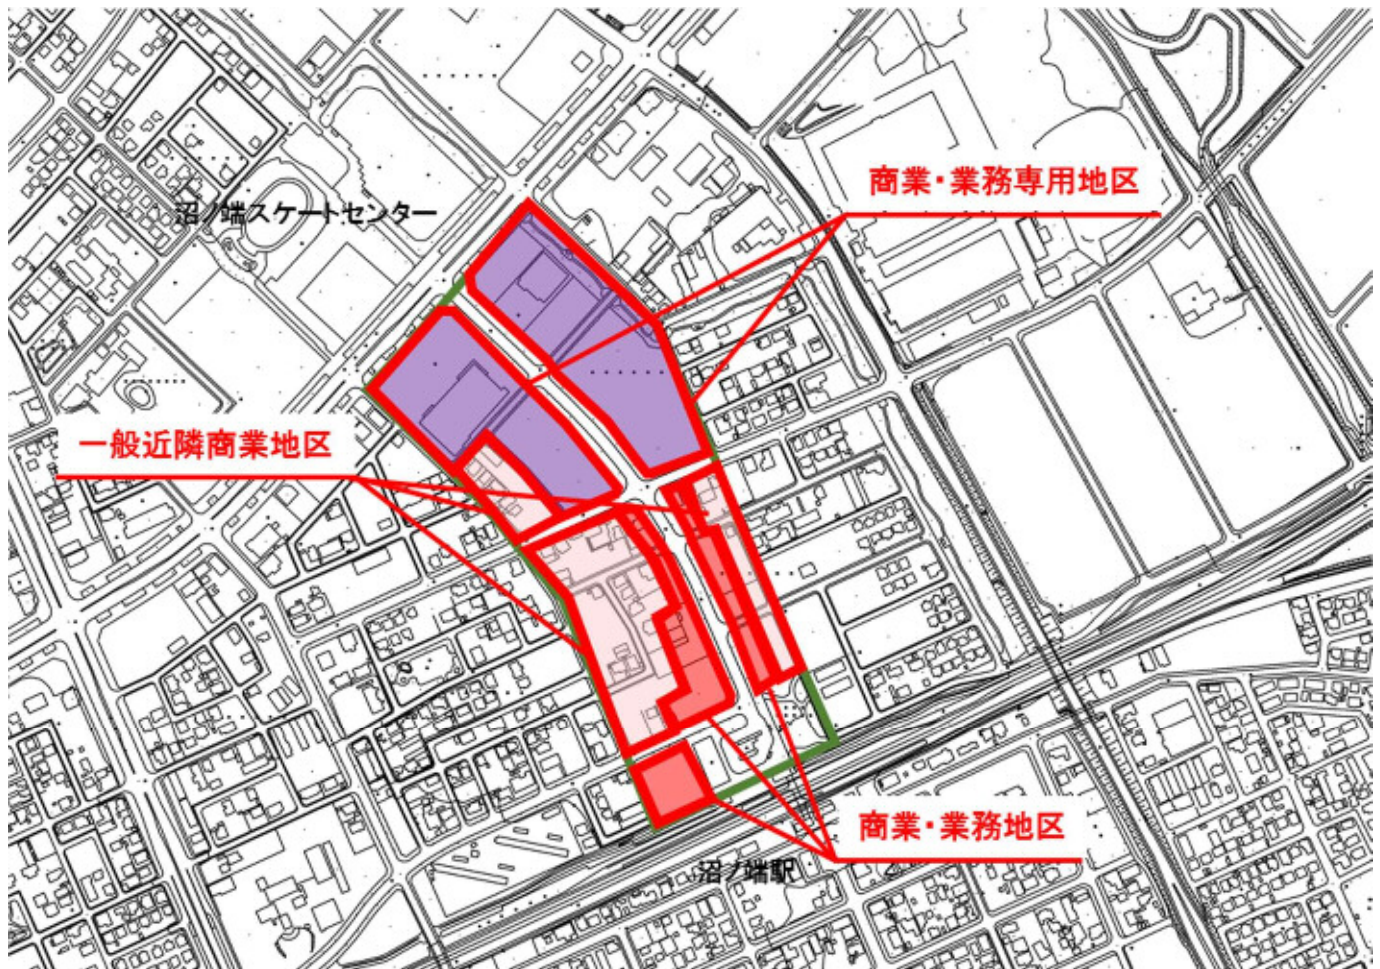 商業・業務専用地区
沼ノ端スケートセンター
一般近隣商業地区
商業・業務地区
沼ノ端駅